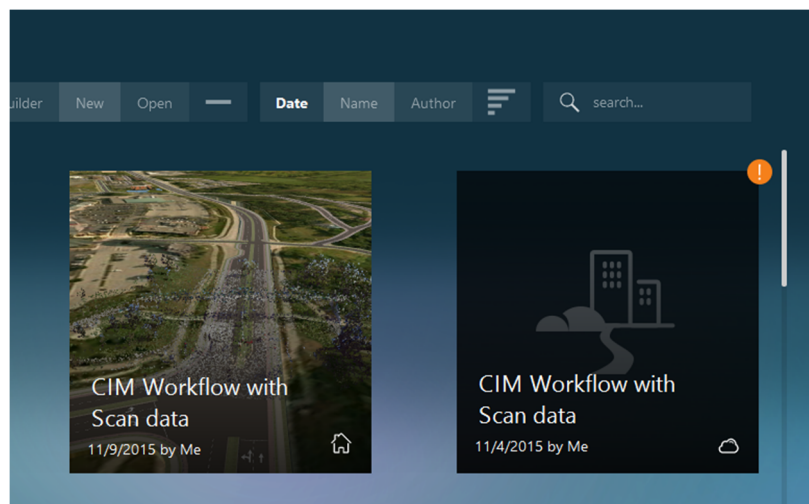 uilder New Open Date Name Author search...
!
CIM Workflow with
Scan data
11/9/2015 by Me
CIM Workflow with
Scan data
11/4/2015 by Me